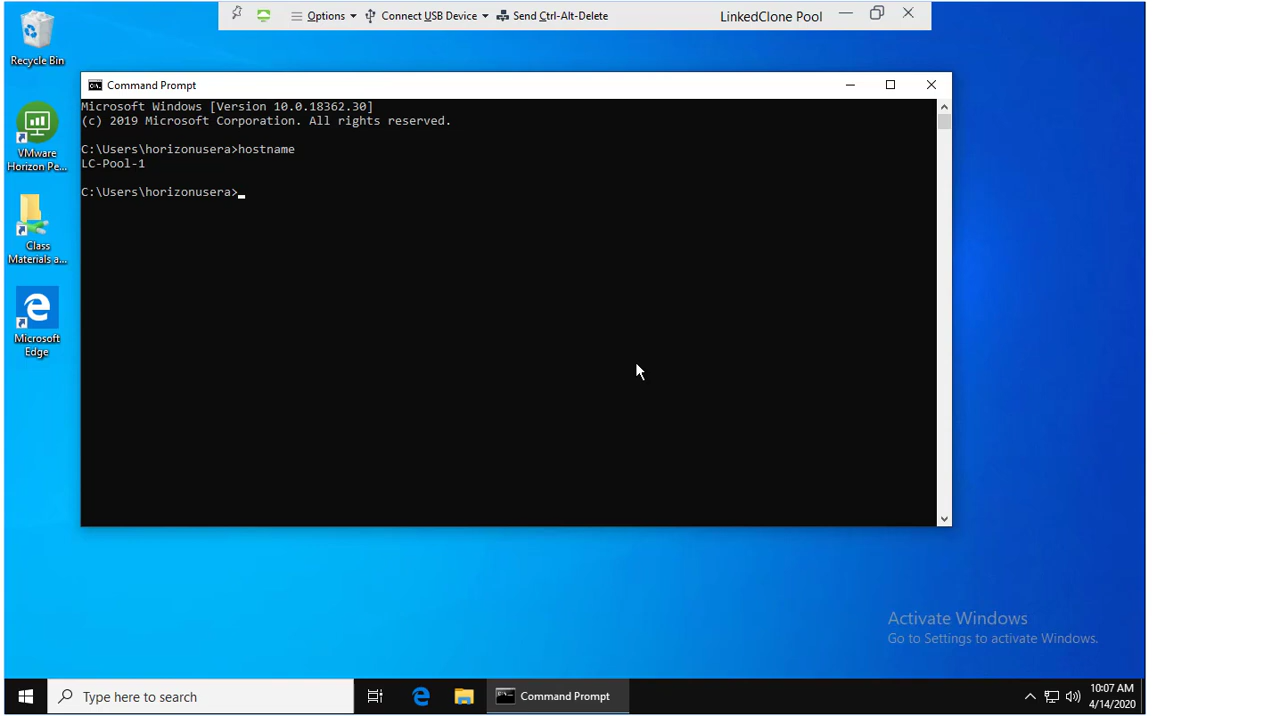 Options
Connect USB Device
Send Ctrl-Alt-Delete
LinkedClone Pool
Recycle Bin
VMware
Horizon Pe...
Class
Materials a...
Microsoft
Edge
Command Prompt
Microsoft Windows [Version 10.0.18362.30]
(c) 2019 Microsoft Corporation. All rights reserved.
C:\Users\horizonusera>hostname
LC-Pool-1
C:\Users\horizonusera>
Activate Windows
Go to Settings to activate Windows.
Type here to search
Command Prompt
10:07 AM
4/14/2020